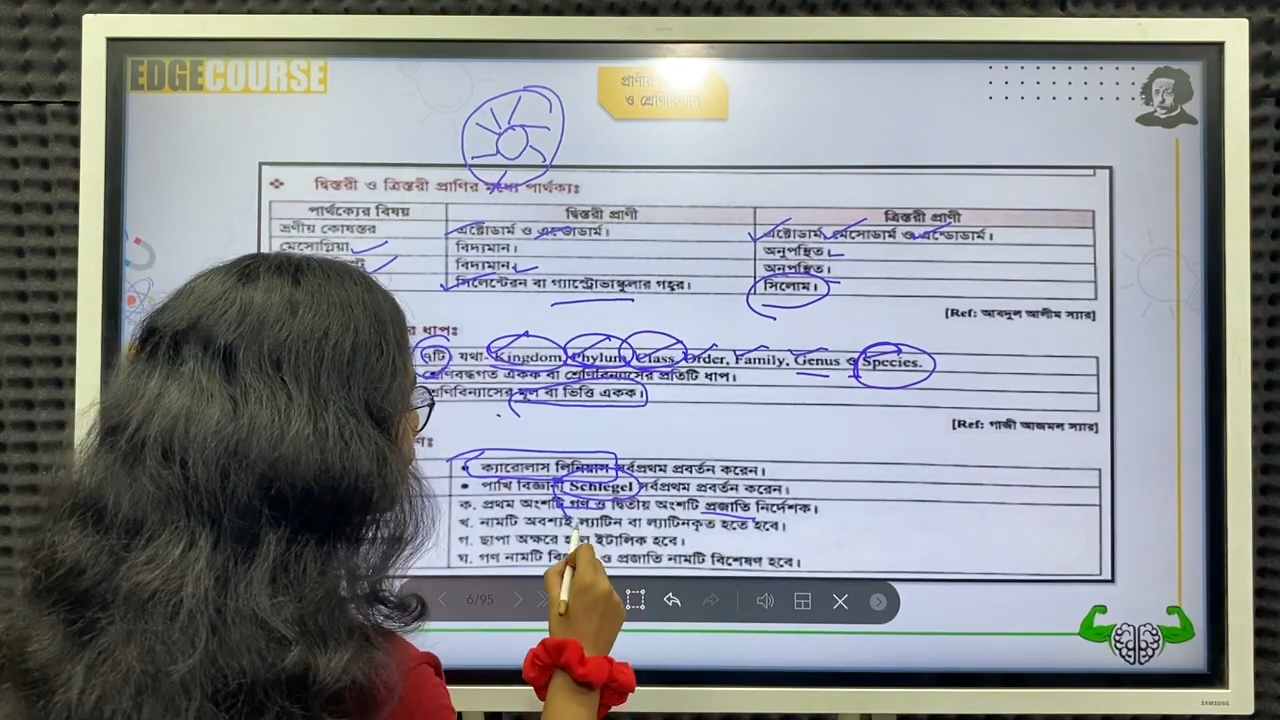 EDGECOURSE
প্রাণীর
ও শ্রেণিবিন্যাস
❖ দ্বিস্তরী ও ত্রিস্তরী প্রাণির মধ্যে পার্থক্যঃ
পার্থক্যের বিষয় দ্বিস্তরী প্রাণী ত্রিস্তরী প্রাণী
ভ্রূণীয় কোষস্তর এক্টোডার্ম ও এন্ডোডার্ম। এক্টোডার্ম, মেসোডার্ম ও এন্ডোডার্ম।
মেসোগ্লিয়া বিদ্যমান। অনুপস্থিত।
বিদ্যমান। অনুপস্থিত।
সিলেন্টেরন বা গ্যাস্ট্রোভাস্কুলার গহ্বর। সিলোম।
[Ref: আবদুল আলীম স্যার]
র ধাপঃ
৭টি যথা- Kingdom, Phylum, Class, Order, Family, Genus ও Species.
শ্রেণিবদ্ধগত একক বা শ্রেণিবিন্যাসের প্রতিটি ধাপ।
শ্রেণিবিন্যাসের মূল বা ভিত্তি একক।
[Ref: গাজী আজমল স্যার]
• ক্যারোলাস লিনিয়াস সর্বপ্রথম প্রবর্তন করেন।
• পাখি বিজ্ঞানী Schlegel সর্বপ্রথম প্রবর্তন করেন।
ক. প্রথম অংশটি গণ ও দ্বিতীয় অংশটি প্রজাতি নির্দেশক।
খ. নামটি অবশ্যই ল্যাটিন বা ল্যাটিনকৃত হতে হবে।
গ. ছাপা অক্ষরে ইটালিক হবে।
ঘ. গণ নামটি ও প্রজাতি নামটি বিশেষণ হবে।
6/95
SAMSUNG